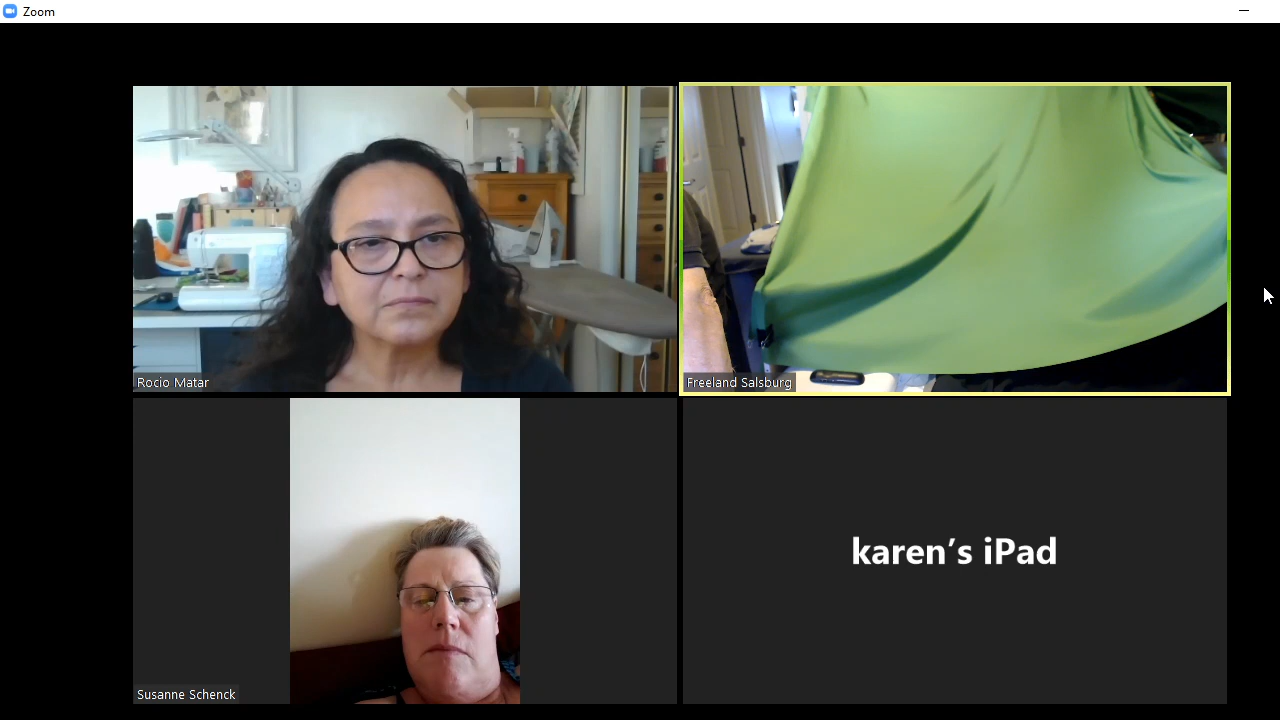 Zoom
Rocio Matar
Freeland Salsburg
Susanne Schenck
karen’s iPad